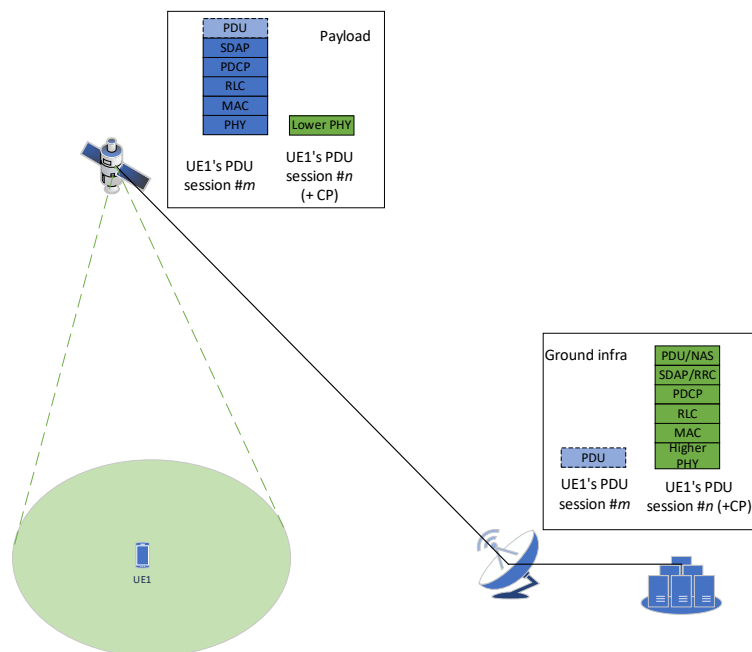 PDU
Payload
SDAP
PDCP
RLC
MAC
PHY
Lower PHY
UE1's PDU
session #m
UE1's PDU
session #n
(+ CP)
Ground infra
PDU/NAS
SDAP/RRC
PDCP
RLC
MAC
Higher
PHY
PDU
UE1's PDU
session #m
UE1's PDU
session #n (+CP)
UE1